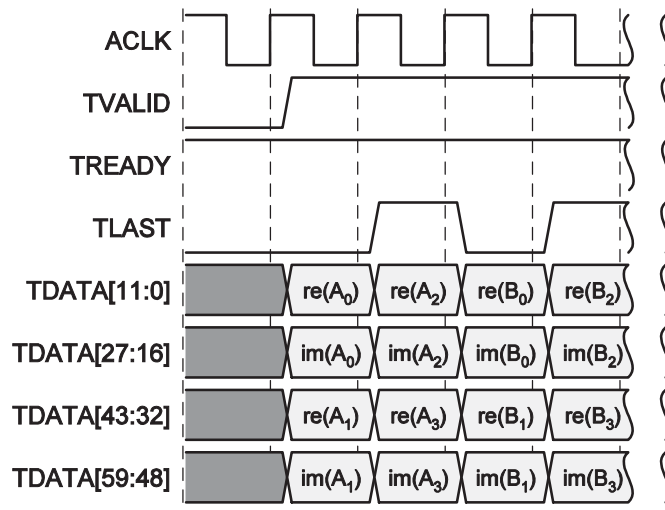 ACLK
TVALID
TREADY
TLAST
TDATA[11:0] re(A₀) re(A₂) re(B₀) re(B₂)
TDATA[27:16] im(A₀) im(A₂) im(B₀) im(B₂)
TDATA[43:32] re(A₁) re(A₃) re(B₁) re(B₃)
TDATA[59:48] im(A₁) im(A₃) im(B₁) im(B₃)